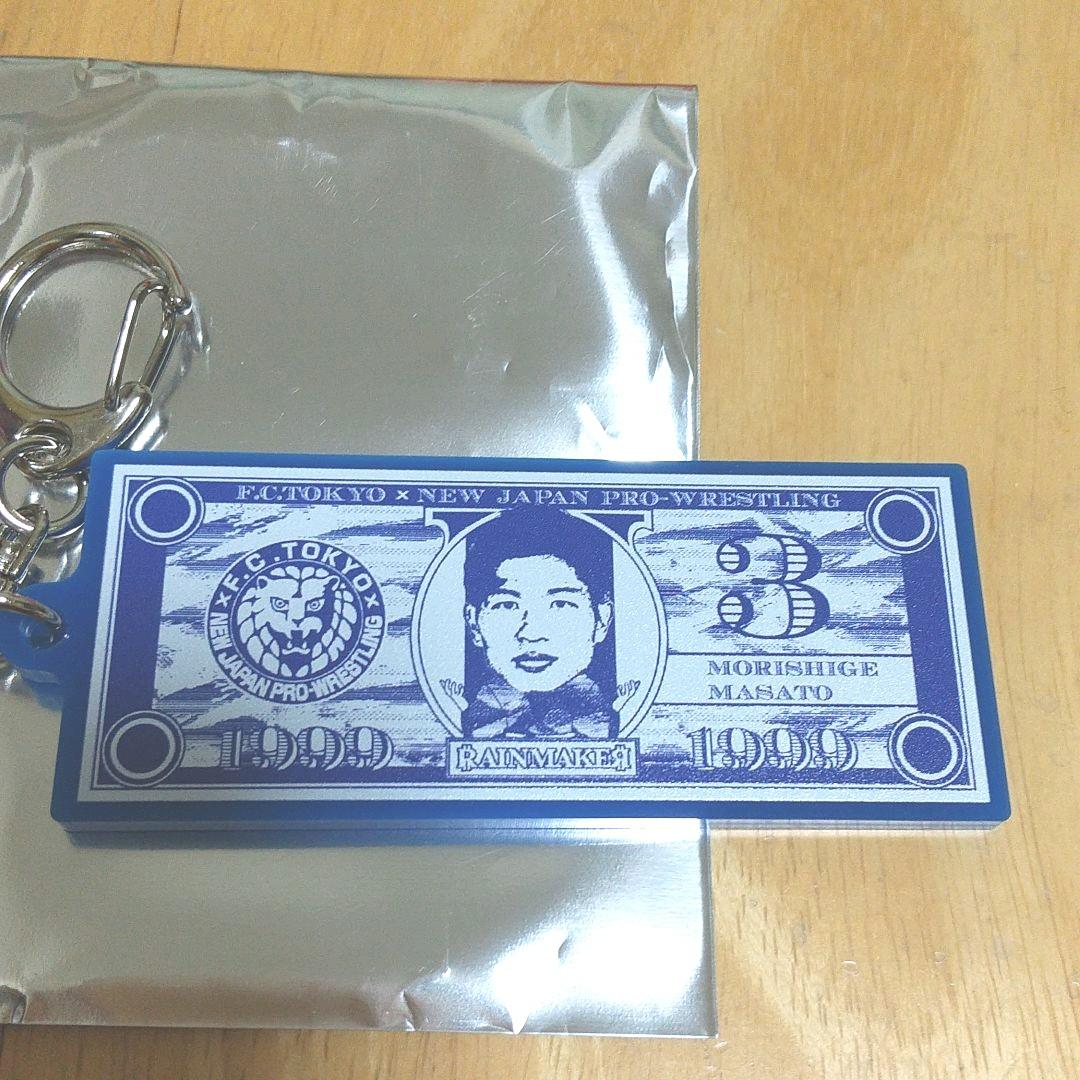 F.C.TOKYO × NEW JAPAN PRO-WRESTLING
×F.C.TOKYO×
NEW JAPAN PRO-WRESTLING
3
MORISHIGE
MASATO
1999
RAINMAKER
1999